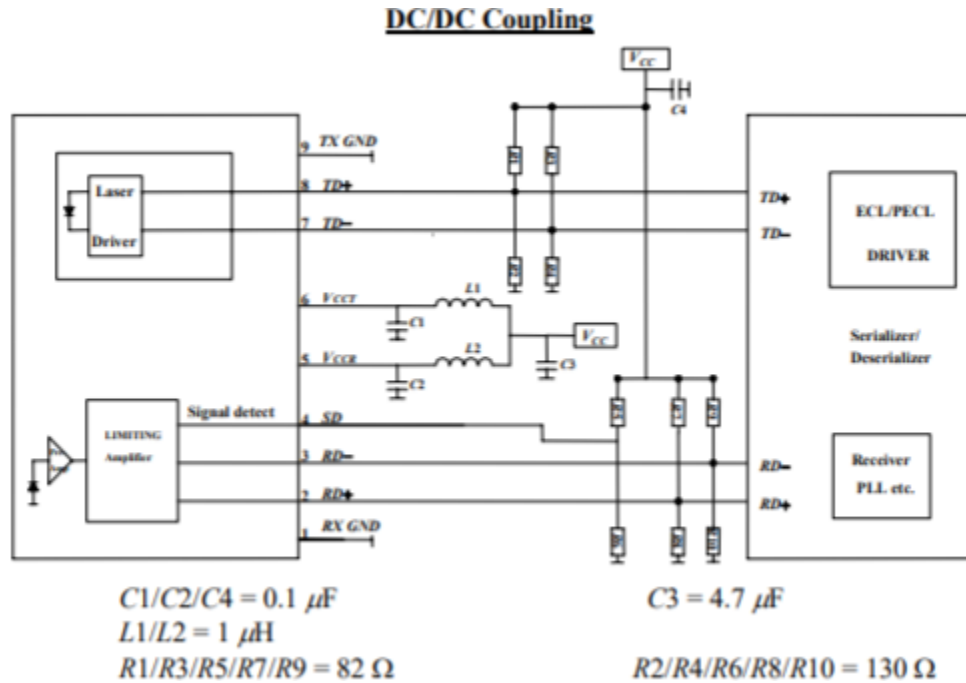 DC/DC Coupling
VCC
C4
9 TX GND
Laser
Driver
8 TD+
7 TD−
TD+
TD−
ECL/PECL
DRIVER
6 VCCT
L1
C1
VCC
5 VCCR
L2
C2
C3
Serializer/
Deserializer
Signal detect
4 SD
LIMITING
Amplifier
3 RD−
RD−
2 RD+
RD+
Receiver
PLL etc.
1 RX GND
C1/C2/C4 = 0.1 µF
C3 = 4.7 µF
L1/L2 = 1 µH
R1/R3/R5/R7/R9 = 82 Ω
R2/R4/R6/R8/R10 = 130 Ω